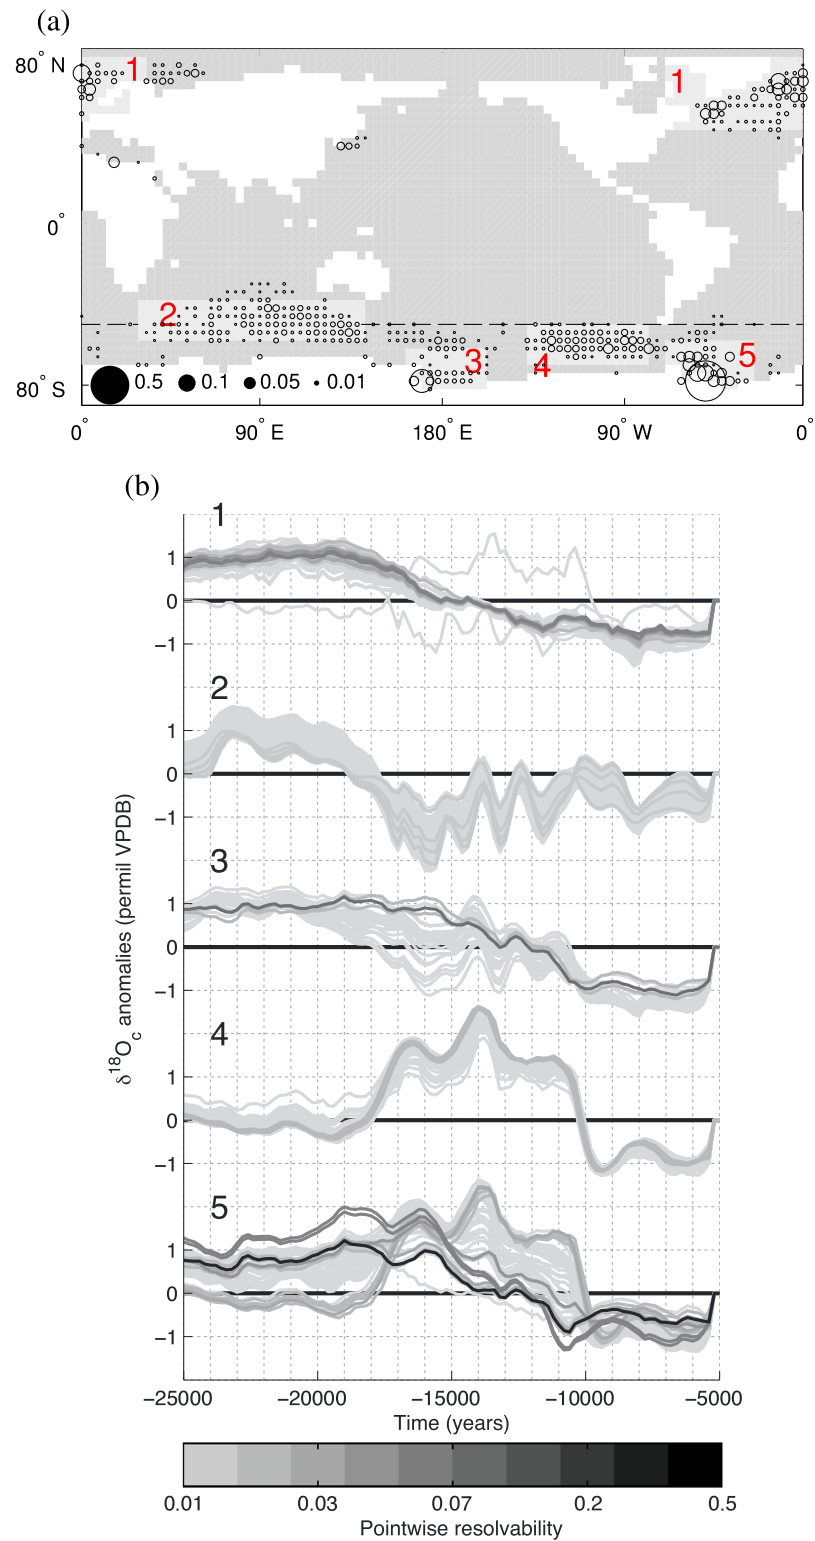 (a)
80° N
1
1
0°
2
3
4
5
0.5 0.1 0.05 0.01
80° S
0° 90° E 180° E 90° W 0°
(b)
1
1
0
−1
2
1
0
−1
3
1
0
−1
4
1
0
−1
5
1
0
−1
δ18Oc anomalies (permil VPDB)
−25000 −20000 −15000 −10000 −5000
Time (years)
0.01 0.03 0.07 0.2 0.5
Pointwise resolvability